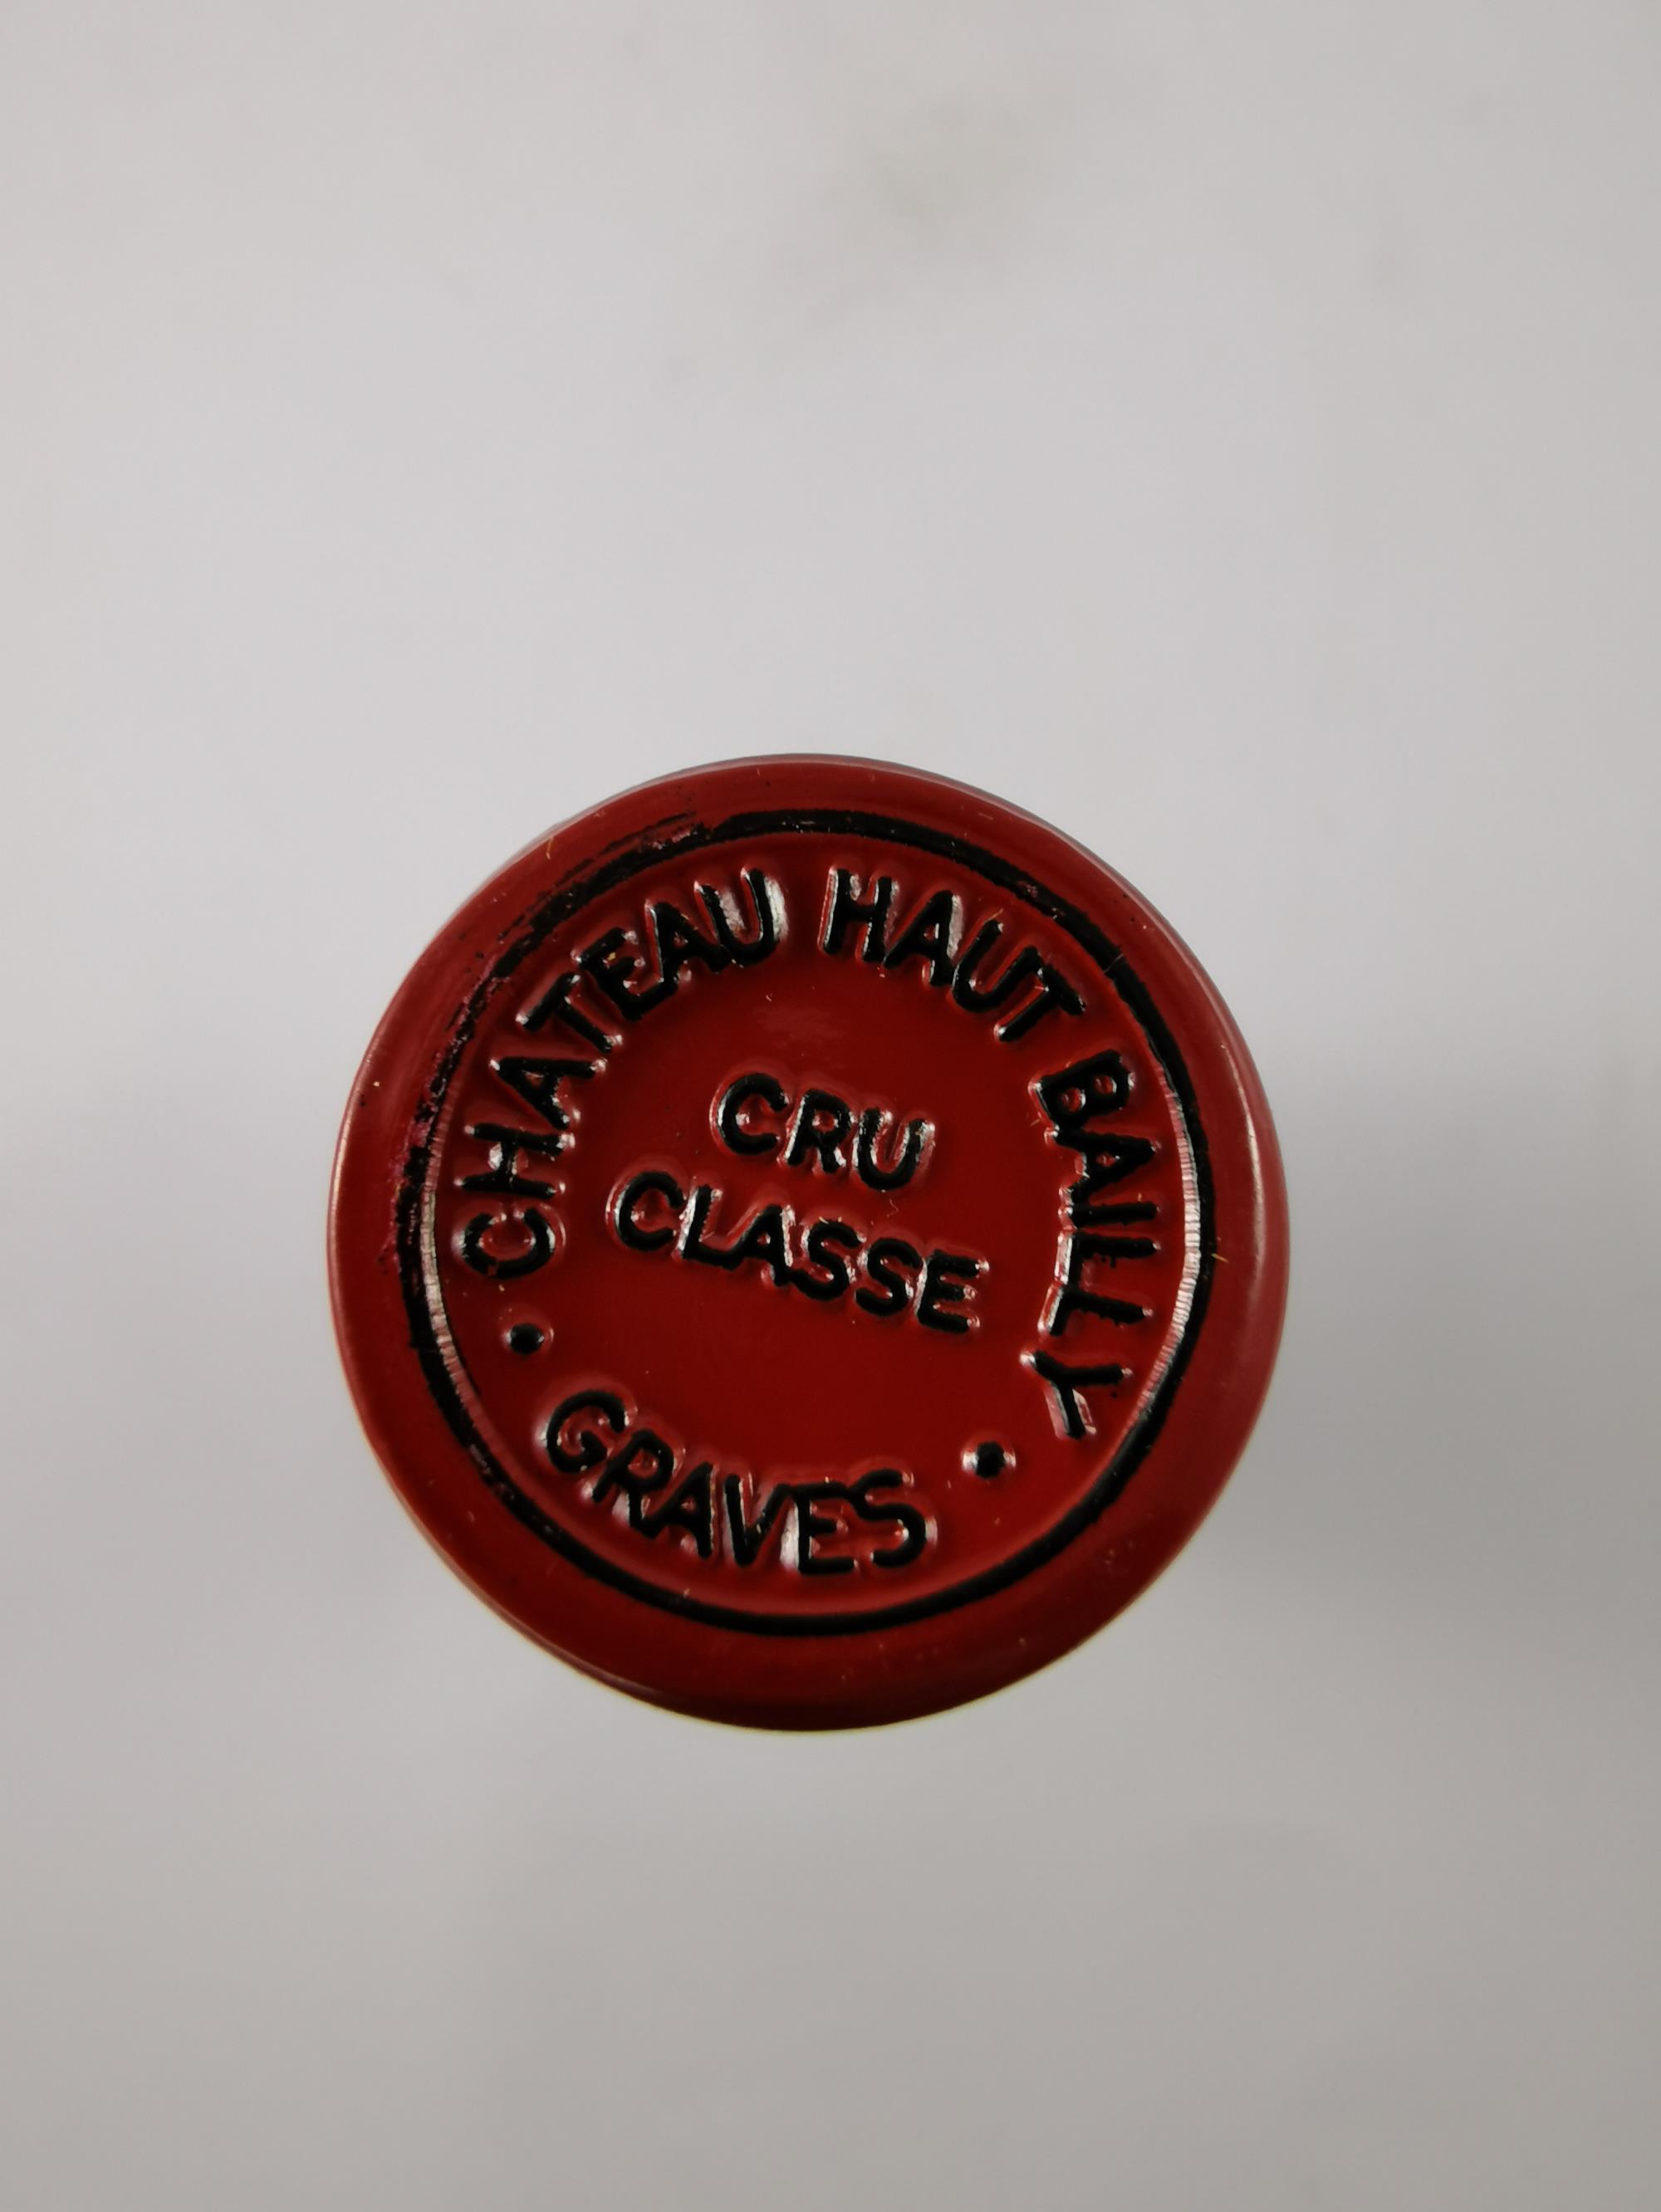 CHATEAU HAUT BAILLY
CRU
CLASSE
• GRAVES •